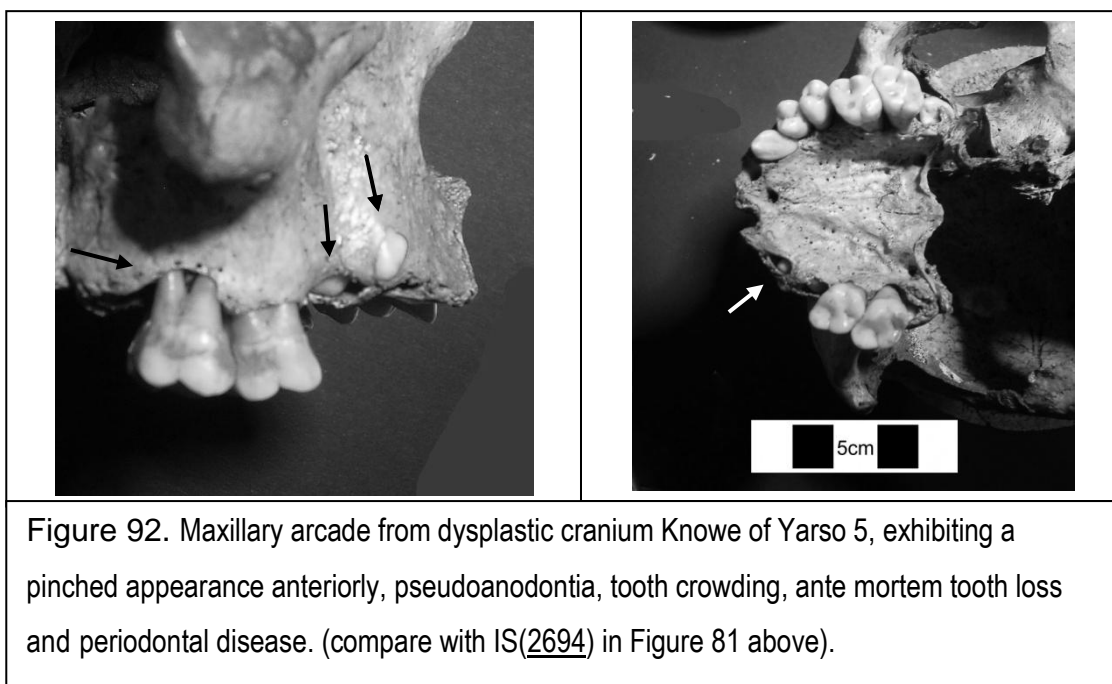 5cm
Figure 92. Maxillary arcade from dysplastic cranium Knowe of Yarso 5, exhibiting a
pinched appearance anteriorly, pseudoanodontia, tooth crowding, ante mortem tooth loss
and periodontal disease. (compare with IS(2694) in Figure 81 above).